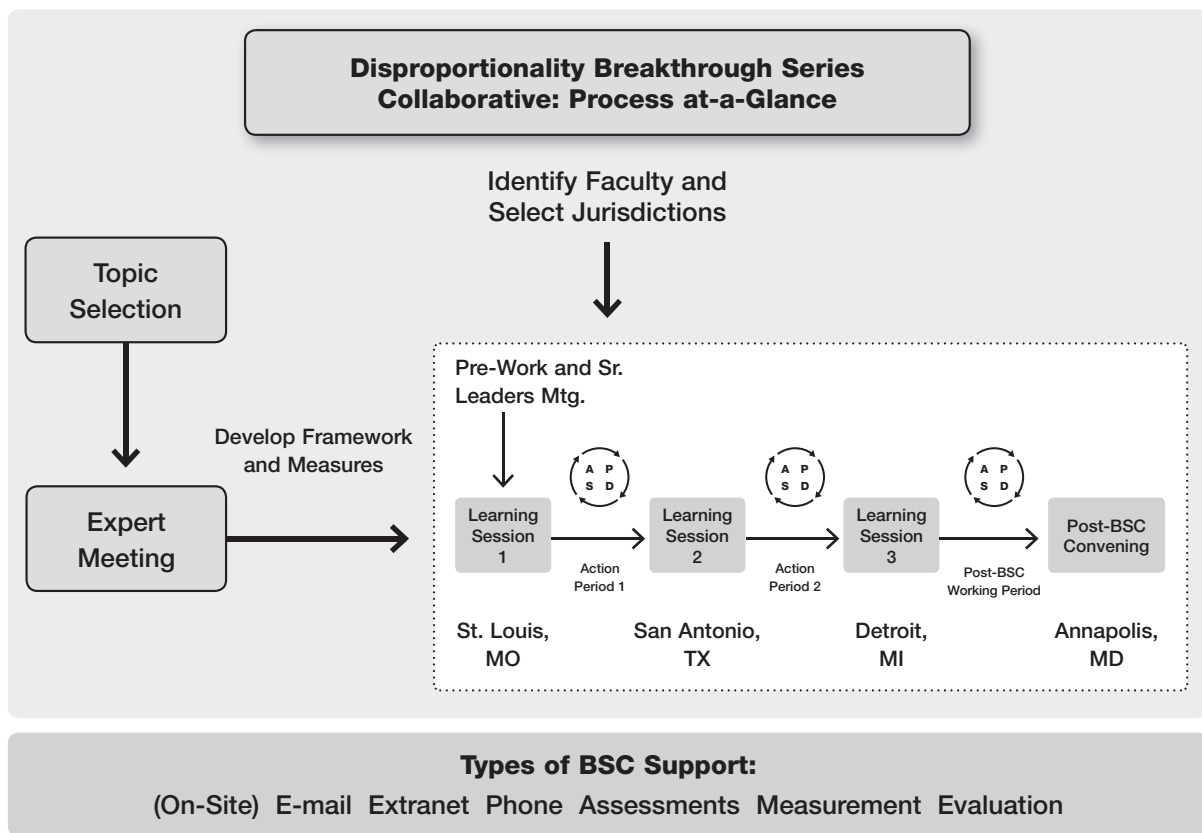 Disproportionality Breakthrough Series
Collaborative: Process at-a-Glance
Identify Faculty and
Select Jurisdictions
Topic
Selection
Pre-Work and Sr.
Leaders Mtg.
Develop Framework
and Measures
Expert
Meeting
A P
S D
A P
S D
A P
S D
Learning
Session
1
Action
Period 1
Learning
Session
2
Action
Period 2
Learning
Session
3
Post-BSC
Working Period
Post-BSC
Convening
St. Louis,
MO
San Antonio,
TX
Detroit,
MI
Annapolis,
MD
Types of BSC Support:
(On-Site) E-mail Extranet Phone Assessments Measurement Evaluation